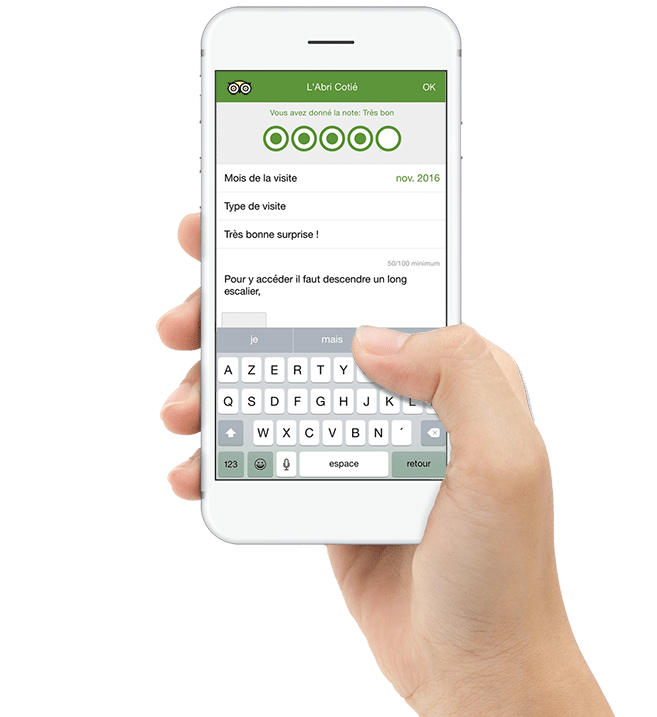 L'Abri Cotié OK
Vous avez donné la note: Très bon
Mois de la visite nov. 2016
Type de visite
Très bonne surprise !
50/100 minimum
Pour y accéder il faut descendre un long
escalier,
je mais
A Z E R T Y
Q S D F G H J K L
W X C V B N ´
123 espace retour